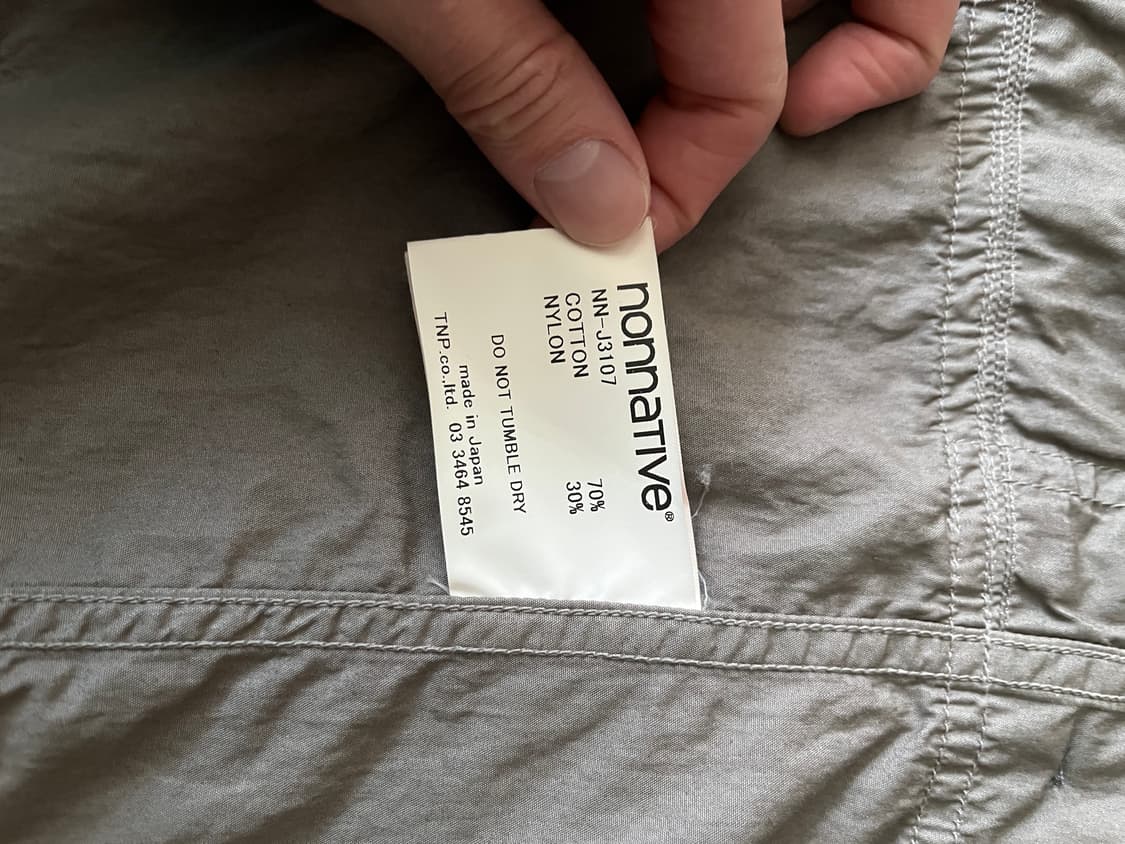 nonnative®
NN-J3107
COTTON 70%
NYLON 30%
DO NOT TUMBLE DRY
made in Japan
TNP.co.,ltd. 03 3464 8545